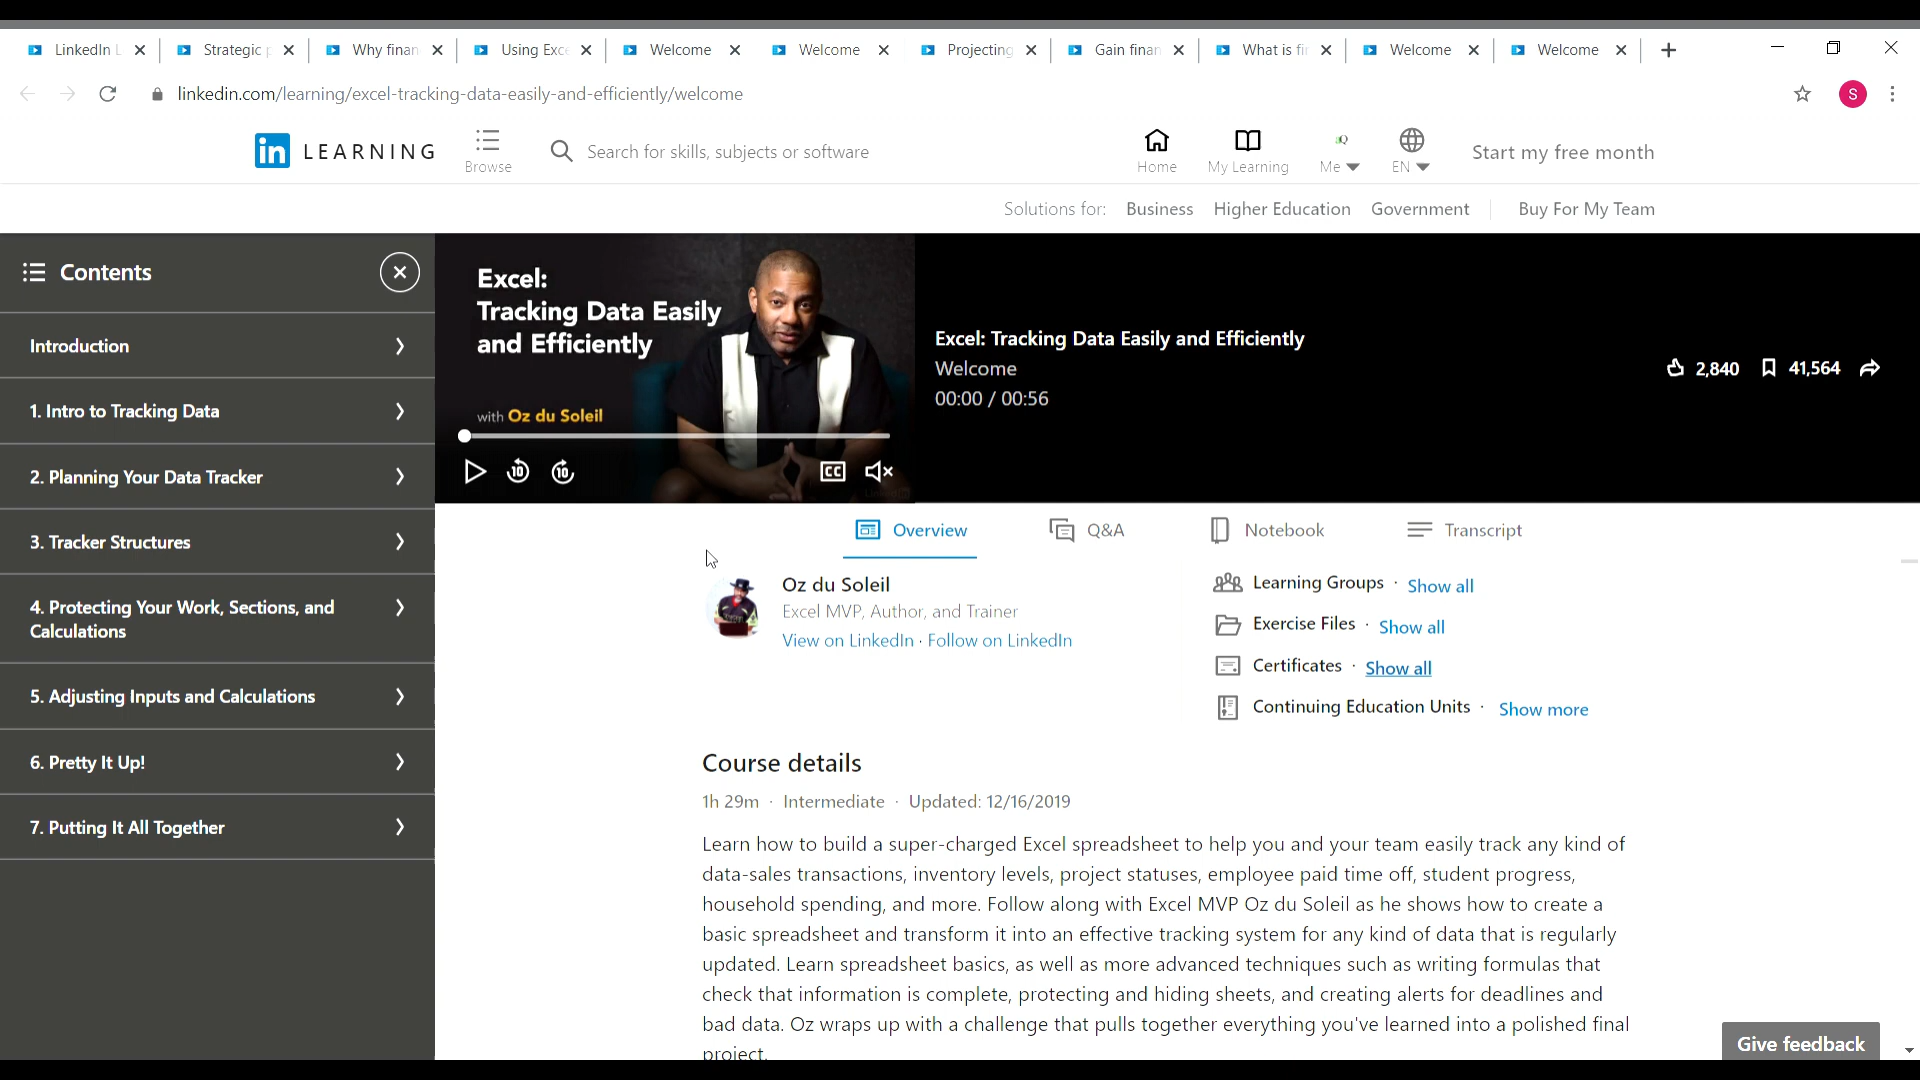 LinkedIn L
Strategic p
Why finan
Using Exce
Welcome
Welcome
Projecting
Gain finan
What is fin
Welcome
Welcome
linkedin.com/learning/excel-tracking-data-easily-and-efficiently/welcome
S
in LEARNING
Browse
Search for skills, subjects or software
Home
My Learning
Me
EN
Start my free month
Solutions for:
Business
Higher Education
Government
Buy For My Team
Contents
Introduction
1. Intro to Tracking Data
2. Planning Your Data Tracker
3. Tracker Structures
4. Protecting Your Work, Sections, and
Calculations
5. Adjusting Inputs and Calculations
6. Pretty It Up!
7. Putting It All Together
Excel:
Tracking Data Easily
and Efficiently
with Oz du Soleil
10
10
CC
Excel: Tracking Data Easily and Efficiently
Welcome
00:00 / 00:56
2,840
41,564
Overview
Q&A
Notebook
Transcript
Oz du Soleil
Excel MVP, Author, and Trainer
View on LinkedIn · Follow on LinkedIn
Learning Groups · Show all
Exercise Files · Show all
Certificates · Show all
Continuing Education Units · Show more
Course details
1h 29m · Intermediate · Updated: 12/16/2019
Learn how to build a super-charged Excel spreadsheet to help you and your team easily track any kind of
data-sales transactions, inventory levels, project statuses, employee paid time off, student progress,
household spending, and more. Follow along with Excel MVP Oz du Soleil as he shows how to create a
basic spreadsheet and transform it into an effective tracking system for any kind of data that is regularly
updated. Learn spreadsheet basics, as well as more advanced techniques such as writing formulas that
check that information is complete, protecting and hiding sheets, and creating alerts for deadlines and
bad data. Oz wraps up with a challenge that pulls together everything you've learned into a polished final
project.
Give feedback